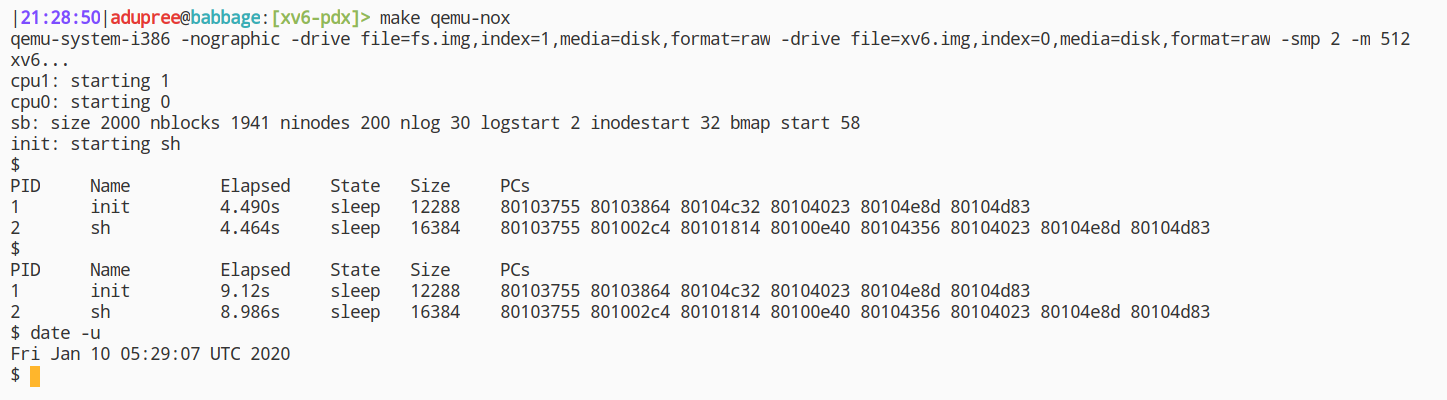 |21:28:50|adupree@babbage:[xv6-pdx]> make qemu-nox
qemu-system-i386 -nographic -drive file=fs.img,index=1,media=disk,format=raw -drive file=xv6.img,index=0,media=disk,format=raw -smp 2 -m 512
xv6...
cpu1: starting 1
cpu0: starting 0
sb: size 2000 nblocks 1941 ninodes 200 nlog 30 logstart 2 inodestart 32 bmap start 58
init: starting sh
$
PID     Name         Elapsed    State   Size     PCs
1       init         4.490s     sleep   12288    80103755 80103864 80104c32 80104023 80104e8d 80104d83
2       sh           4.464s     sleep   16384    80103755 801002c4 80101814 80100e40 80104356 80104023 80104e8d 80104d83
$
PID     Name         Elapsed    State   Size     PCs
1       init         9.12s      sleep   12288    80103755 80103864 80104c32 80104023 80104e8d 80104d83
2       sh           8.986s     sleep   16384    80103755 801002c4 80101814 80100e40 80104356 80104023 80104e8d 80104d83
$ date -u
Fri Jan 10 05:29:07 UTC 2020
$